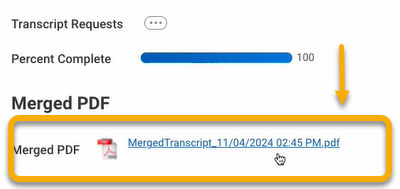 Transcript Requests
Percent Complete 100
Merged PDF
Merged PDF MergedTranscript_11/04/2024 02:45 PM.pdf